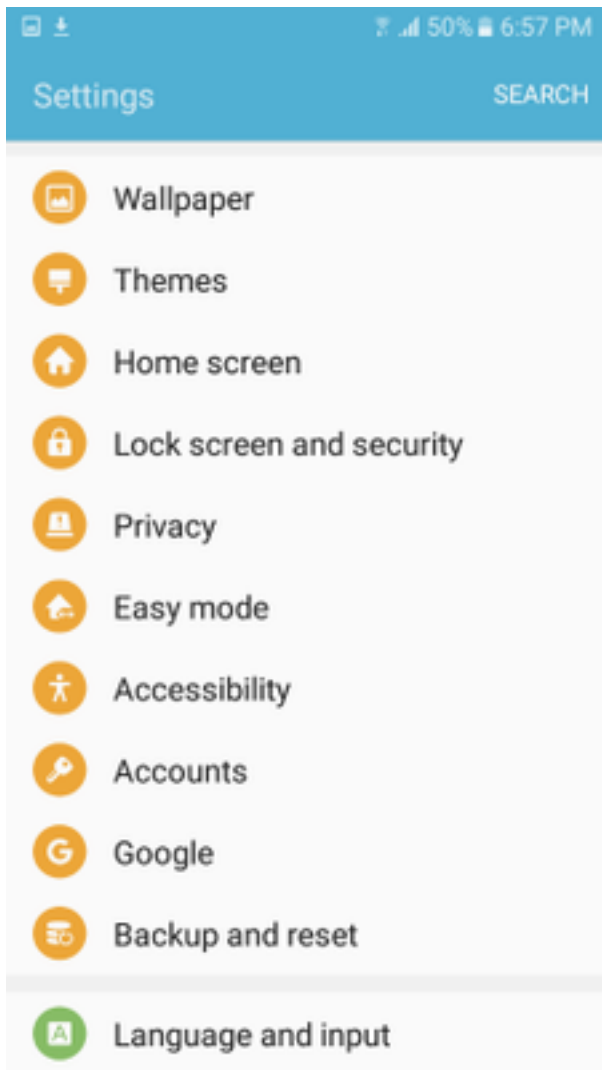 50% 6:57 PM
Settings SEARCH
Wallpaper
Themes
Home screen
Lock screen and security
Privacy
Easy mode
Accessibility
Accounts
G Google
Backup and reset
A Language and input